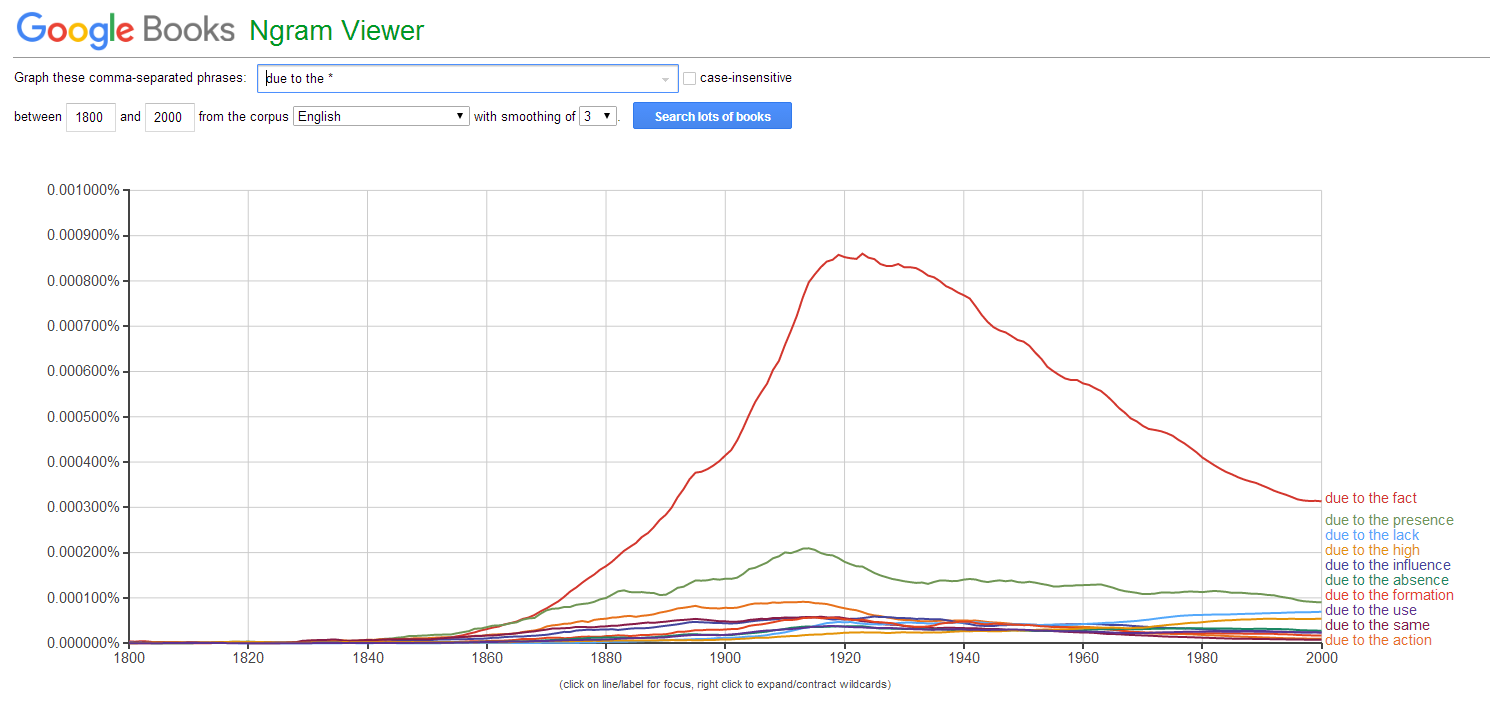 Google Books Ngram Viewer
Graph these comma-separated phrases: due to the * case-insensitive
between 1800 and 2000 from the corpus English with smoothing of 3 . Search lots of books
0.001000%
0.000900%
0.000800%
0.000700%
0.000600%
0.000500%
0.000400%
0.000300%
0.000200%
0.000100%
0.000000%
due to the fact
due to the presence
due to the lack
due to the high
due to the influence
due to the absence
due to the formation
due to the use
due to the same
due to the action
1800 1820 1840 1860 1880 1900 1920 1940 1960 1980 2000
(click on line/label for focus, right click to expand/contract wildcards)